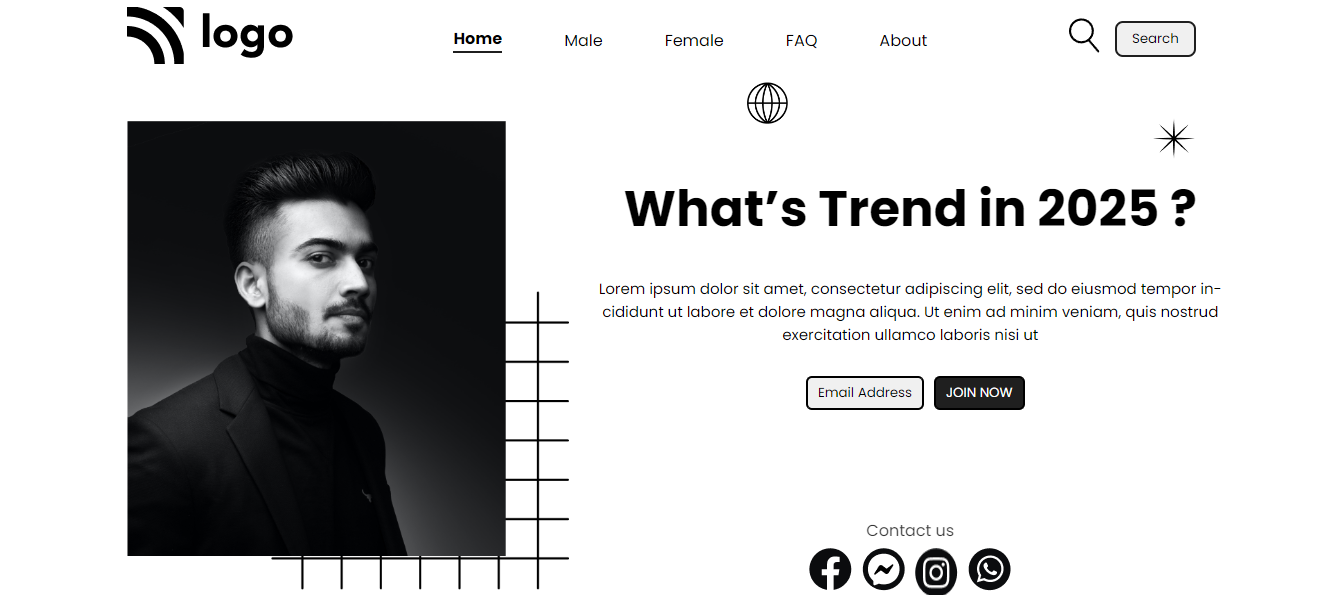 logo
Home
Male
Female
FAQ
About
Search
What’s Trend in 2025 ?
Lorem ipsum dolor sit amet, consectetur adipiscing elit, sed do eiusmod tempor in-
cididunt ut labore et dolore magna aliqua. Ut enim ad minim veniam, quis nostrud
exercitation ullamco laboris nisi ut
Email Address
JOIN NOW
Contact us